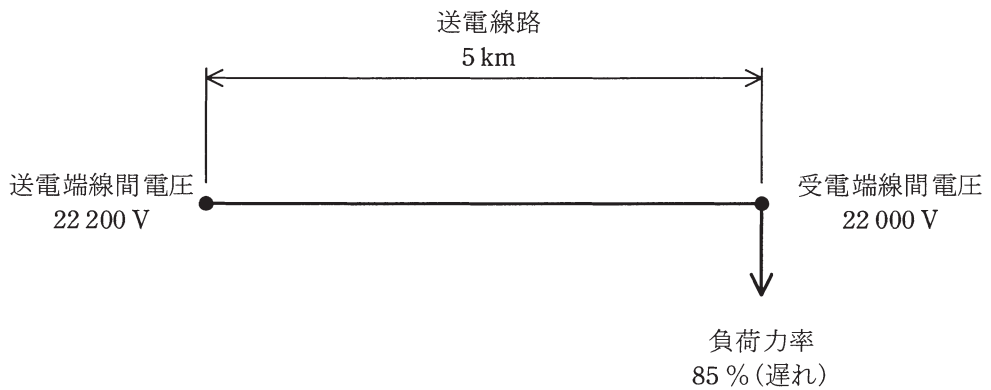 送電線路
5 km
送電端線間電圧
22 200 V
受電端線間電圧
22 000 V
負荷力率
85 %(遅れ)